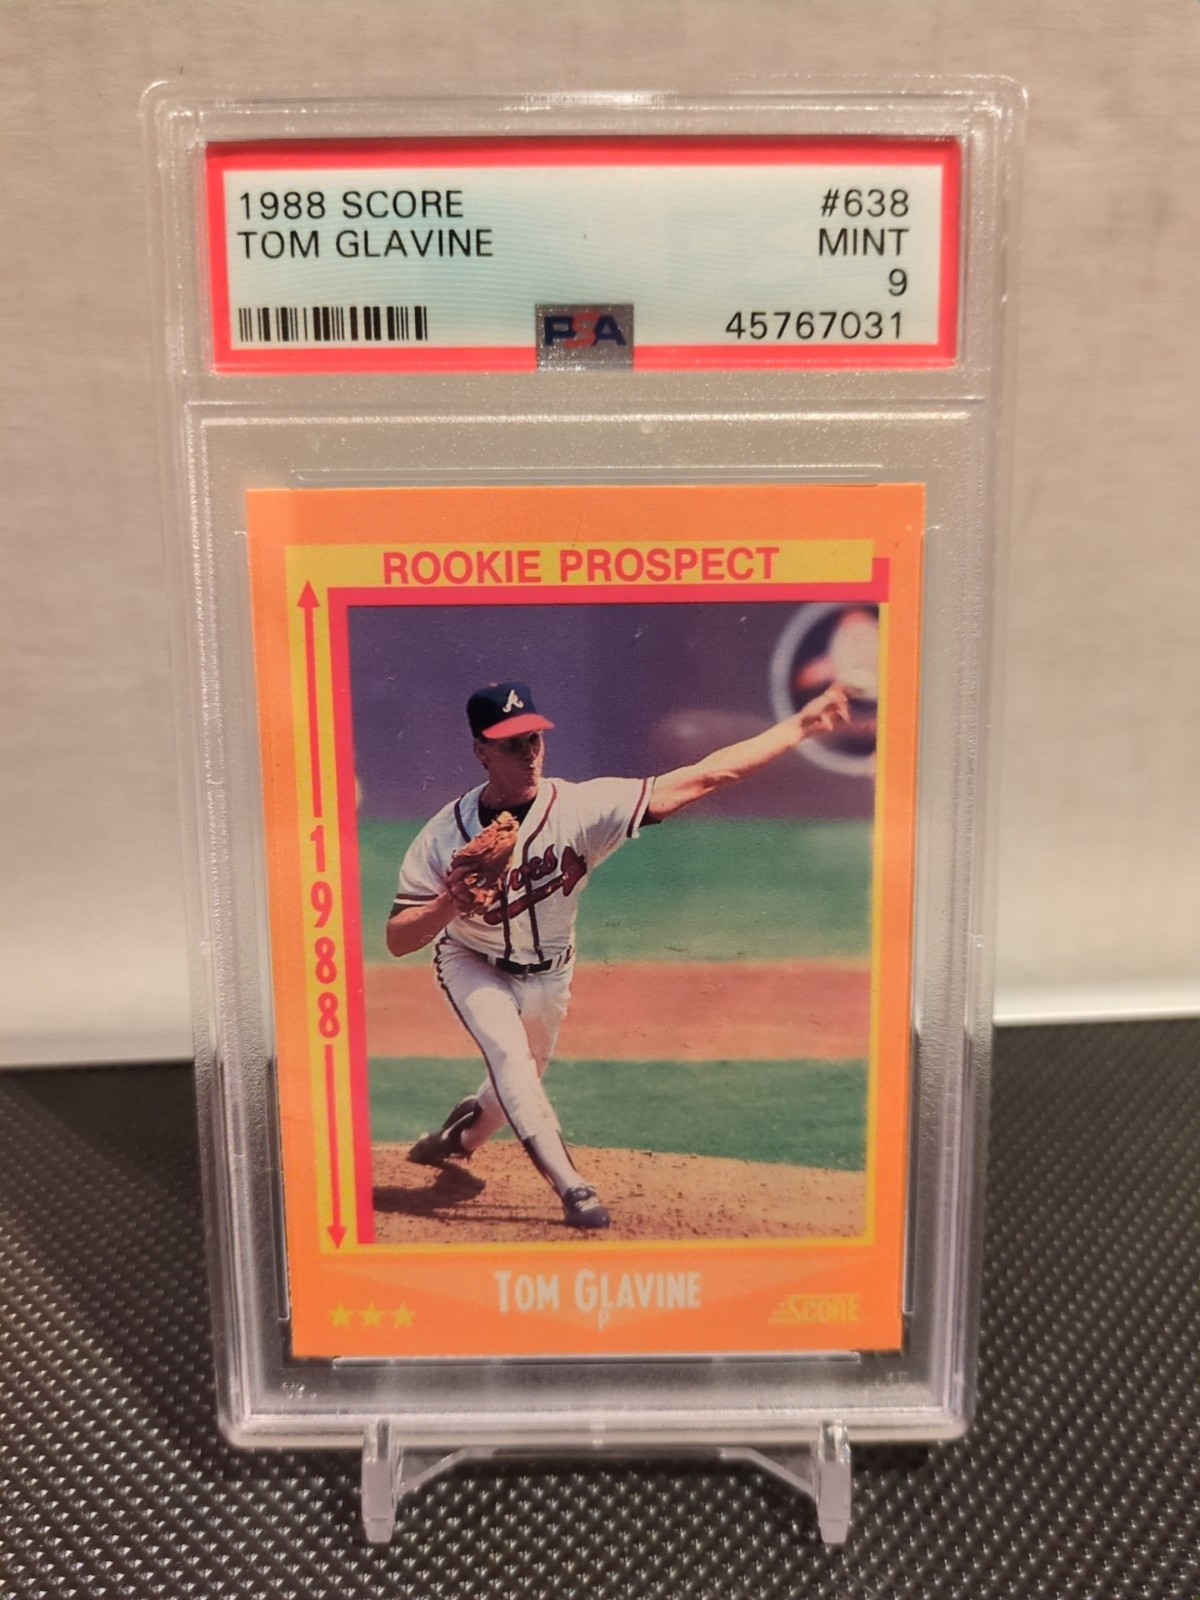 1988 SCORE #638
TOM GLAVINE MINT
9
PSA 45767031
ROOKIE PROSPECT
1988
A
TOM GLAVINE
P
SCORE